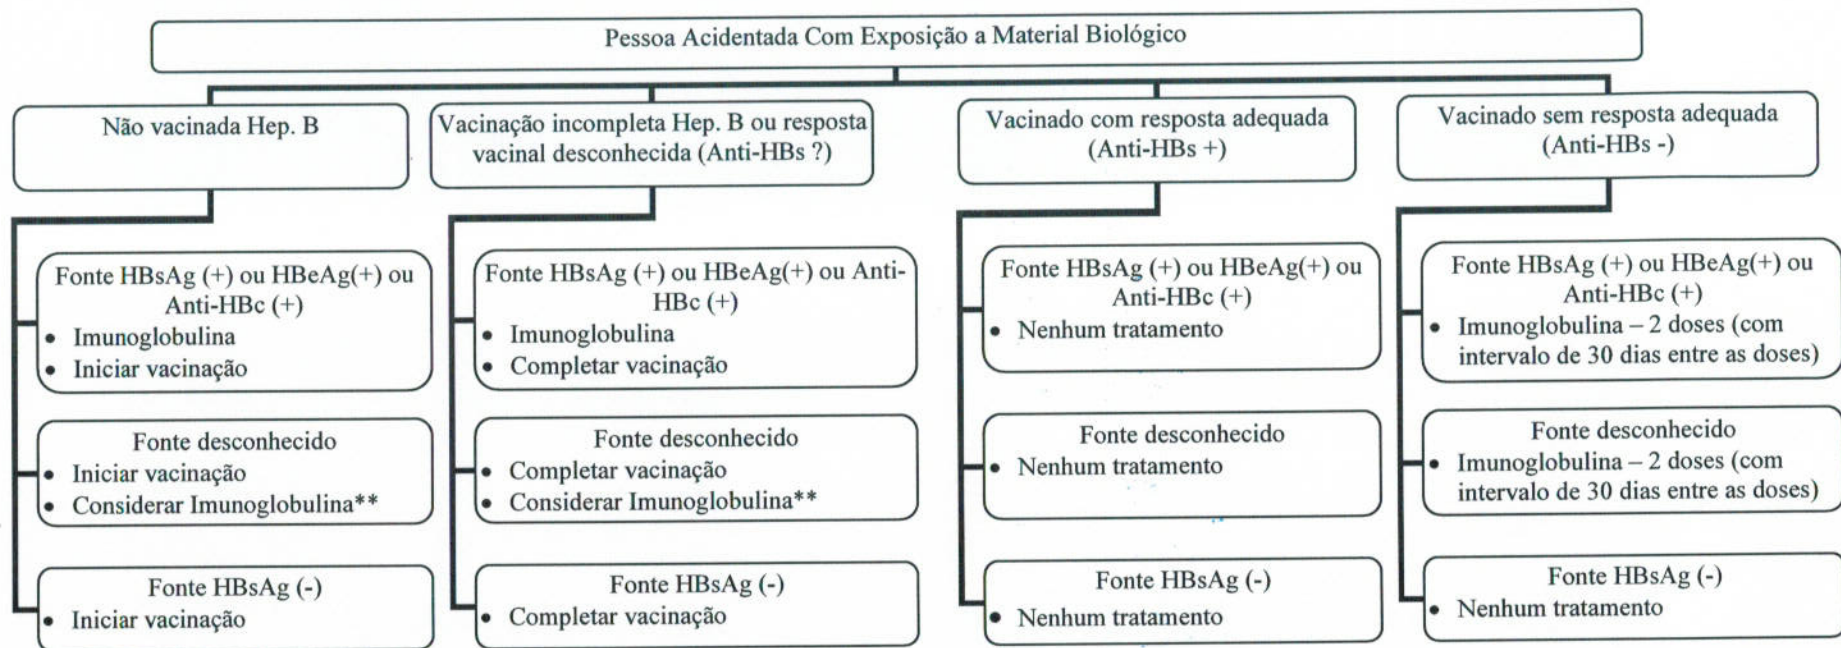 Pessoa Acidentada Com Exposição a Material Biológico
Não vacinada Hep. B
Vacinação incompleta Hep. B ou resposta
vacinal desconhecida (Anti-HBs ?)
Vacinado com resposta adequada
(Anti-HBs +)
Vacinado sem resposta adequada
(Anti-HBs -)
Fonte HBsAg (+) ou HBeAg(+) ou
Anti-HBc (+)
• Imunoglobulina
• Iniciar vacinação
Fonte desconhecido
• Iniciar vacinação
• Considerar Imunoglobulina**
Fonte HBsAg (-)
• Iniciar vacinação
Fonte HBsAg (+) ou HBeAg(+) ou Anti-
HBc (+)
• Imunoglobulina
• Completar vacinação
Fonte desconhecido
• Completar vacinação
• Considerar Imunoglobulina**
Fonte HBsAg (-)
• Completar vacinação
Fonte HBsAg (+) ou HBeAg(+) ou
Anti-HBc (+)
• Nenhum tratamento
Fonte desconhecido
• Nenhum tratamento
Fonte HBsAg (-)
• Nenhum tratamento
Fonte HBsAg (+) ou HBeAg(+) ou
Anti-HBc (+)
• Imunoglobulina – 2 doses (com
intervalo de 30 dias entre as doses)
Fonte desconhecido
• Imunoglobulina – 2 doses (com
intervalo de 30 dias entre as doses)
Fonte HBsAg (-)
• Nenhum tratamento